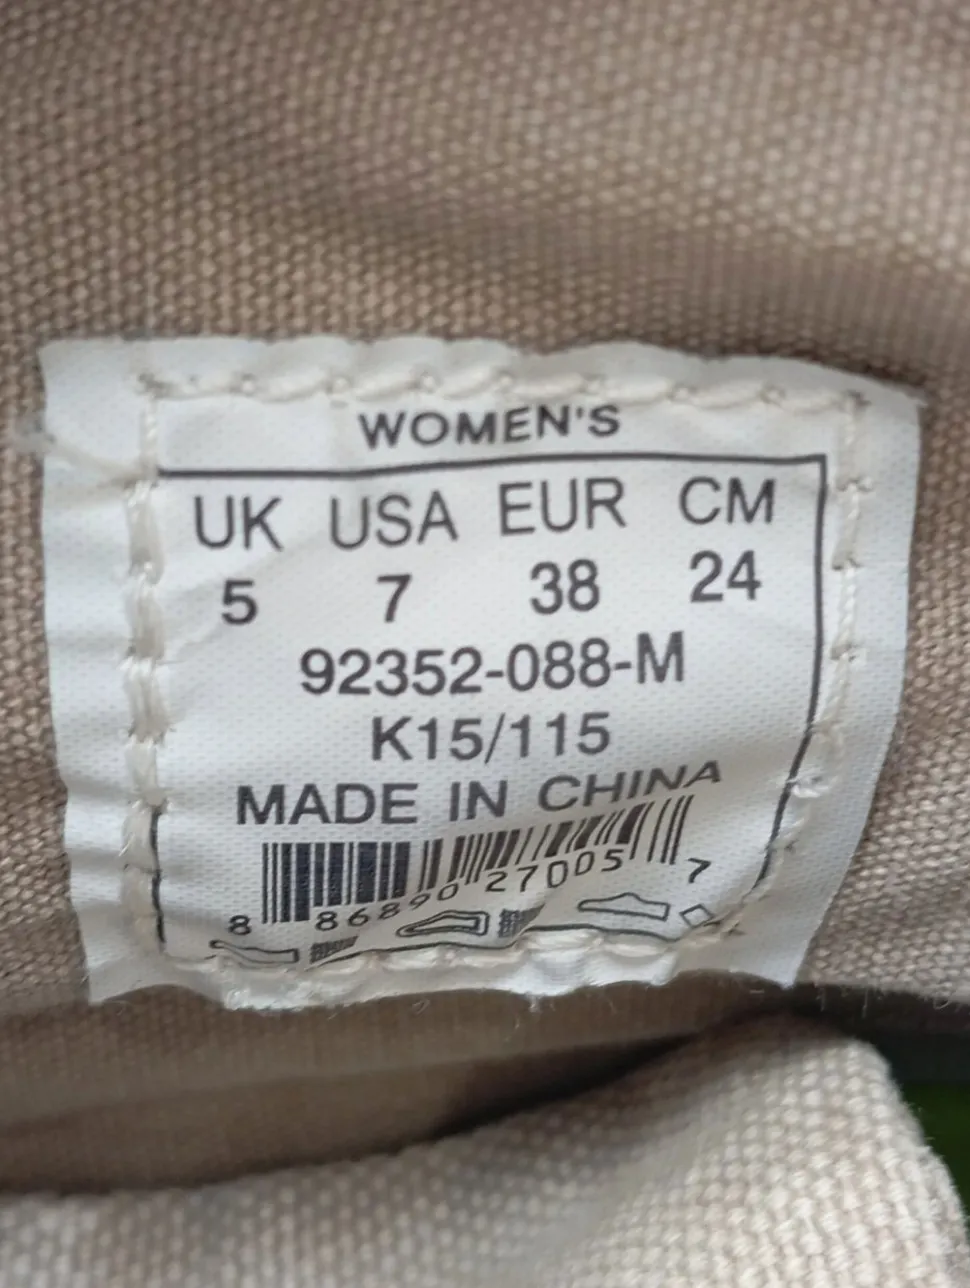 WOMEN'S
UK USA EUR CM
5 7 38 24
92352-088-M
K15/115
MADE IN CHINA
8 86890 27005 7